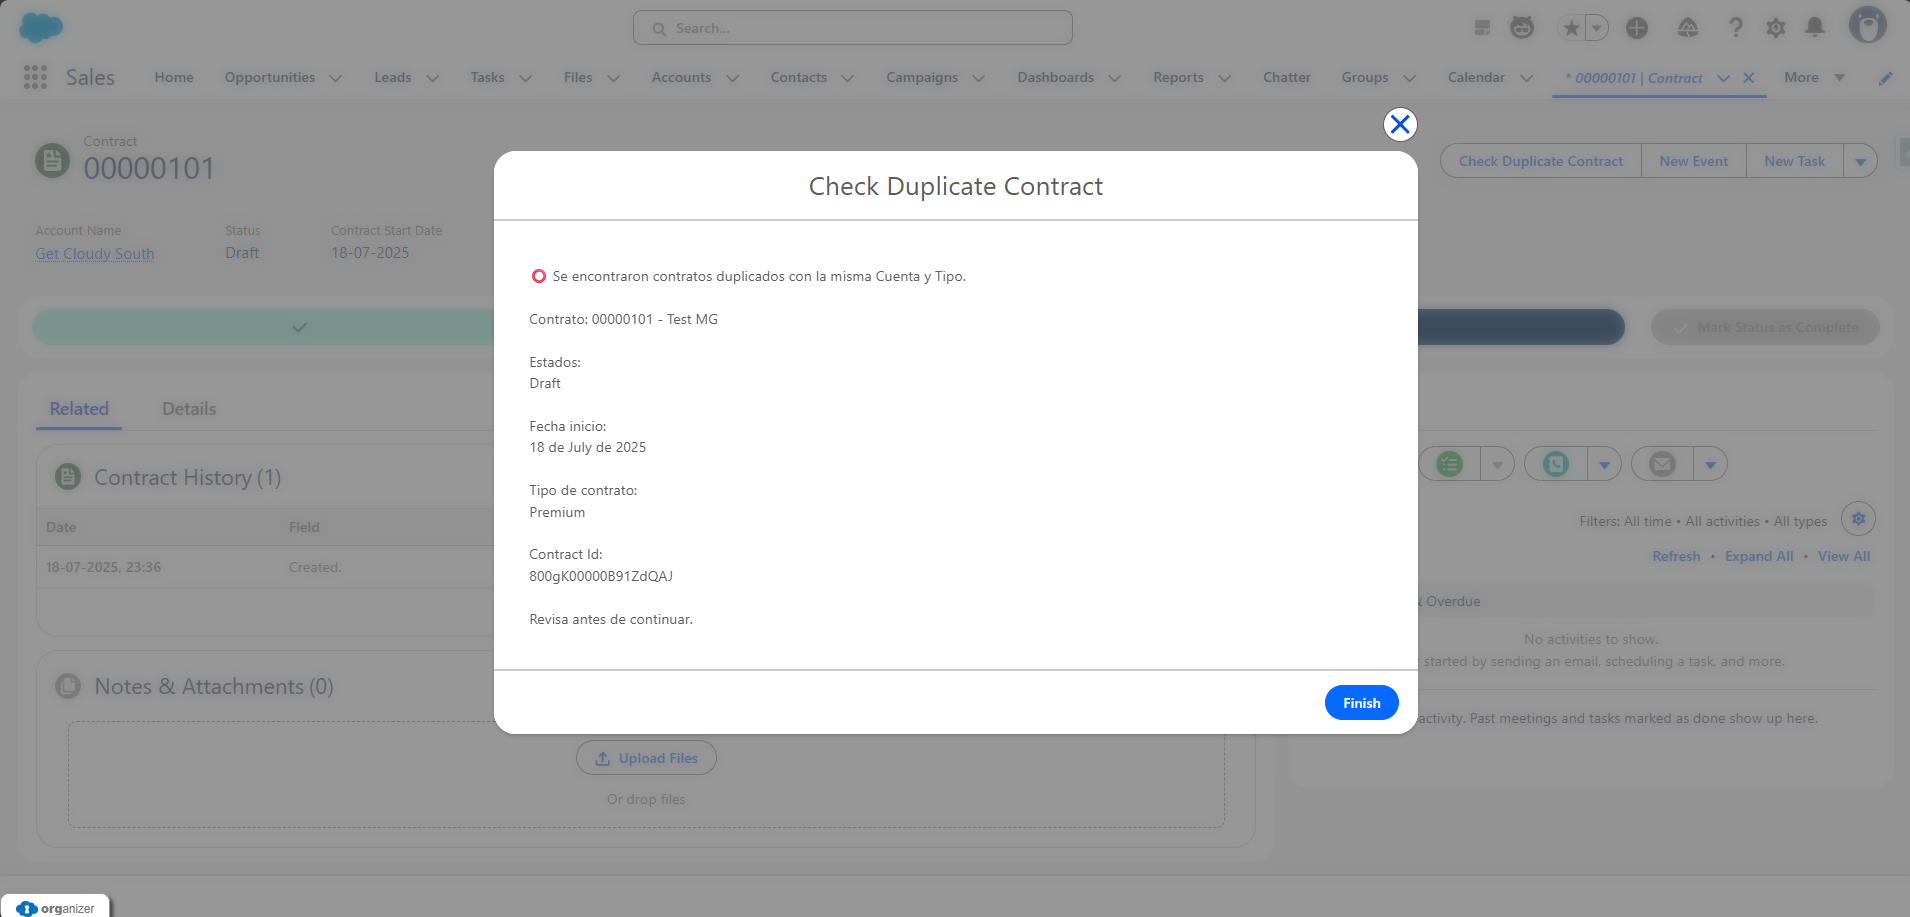 Search...
Sales
Home
Opportunities
Leads
Tasks
Files
Accounts
Contacts
Campaigns
Dashboards
Reports
Chatter
Groups
Calendar
* 00000101 | Contract
More
Contract
00000101
Check Duplicate Contract
New Event
New Task
Account Name
Status
Contract Start Date
Get Cloudy South
Draft
18-07-2025
Mark Status as Complete
Related
Details
Contract History (1)
Date
Field
18-07-2025, 23:36
Created.
Notes & Attachments (0)
Upload Files
Or drop files
Check Duplicate Contract
Se encontraron contratos duplicados con la misma Cuenta y Tipo.
Contrato: 00000101 - Test MG
Estados:
Draft
Fecha inicio:
18 de July de 2025
Tipo de contrato:
Premium
Contract Id:
800gK00000B91ZdQAJ
Revisa antes de continuar.
Finish
Filters: All time • All activities • All types
Refresh • Expand All • View All
& Overdue
No activities to show.
started by sending an email, scheduling a task, and more.
activity. Past meetings and tasks marked as done show up here.
organizer